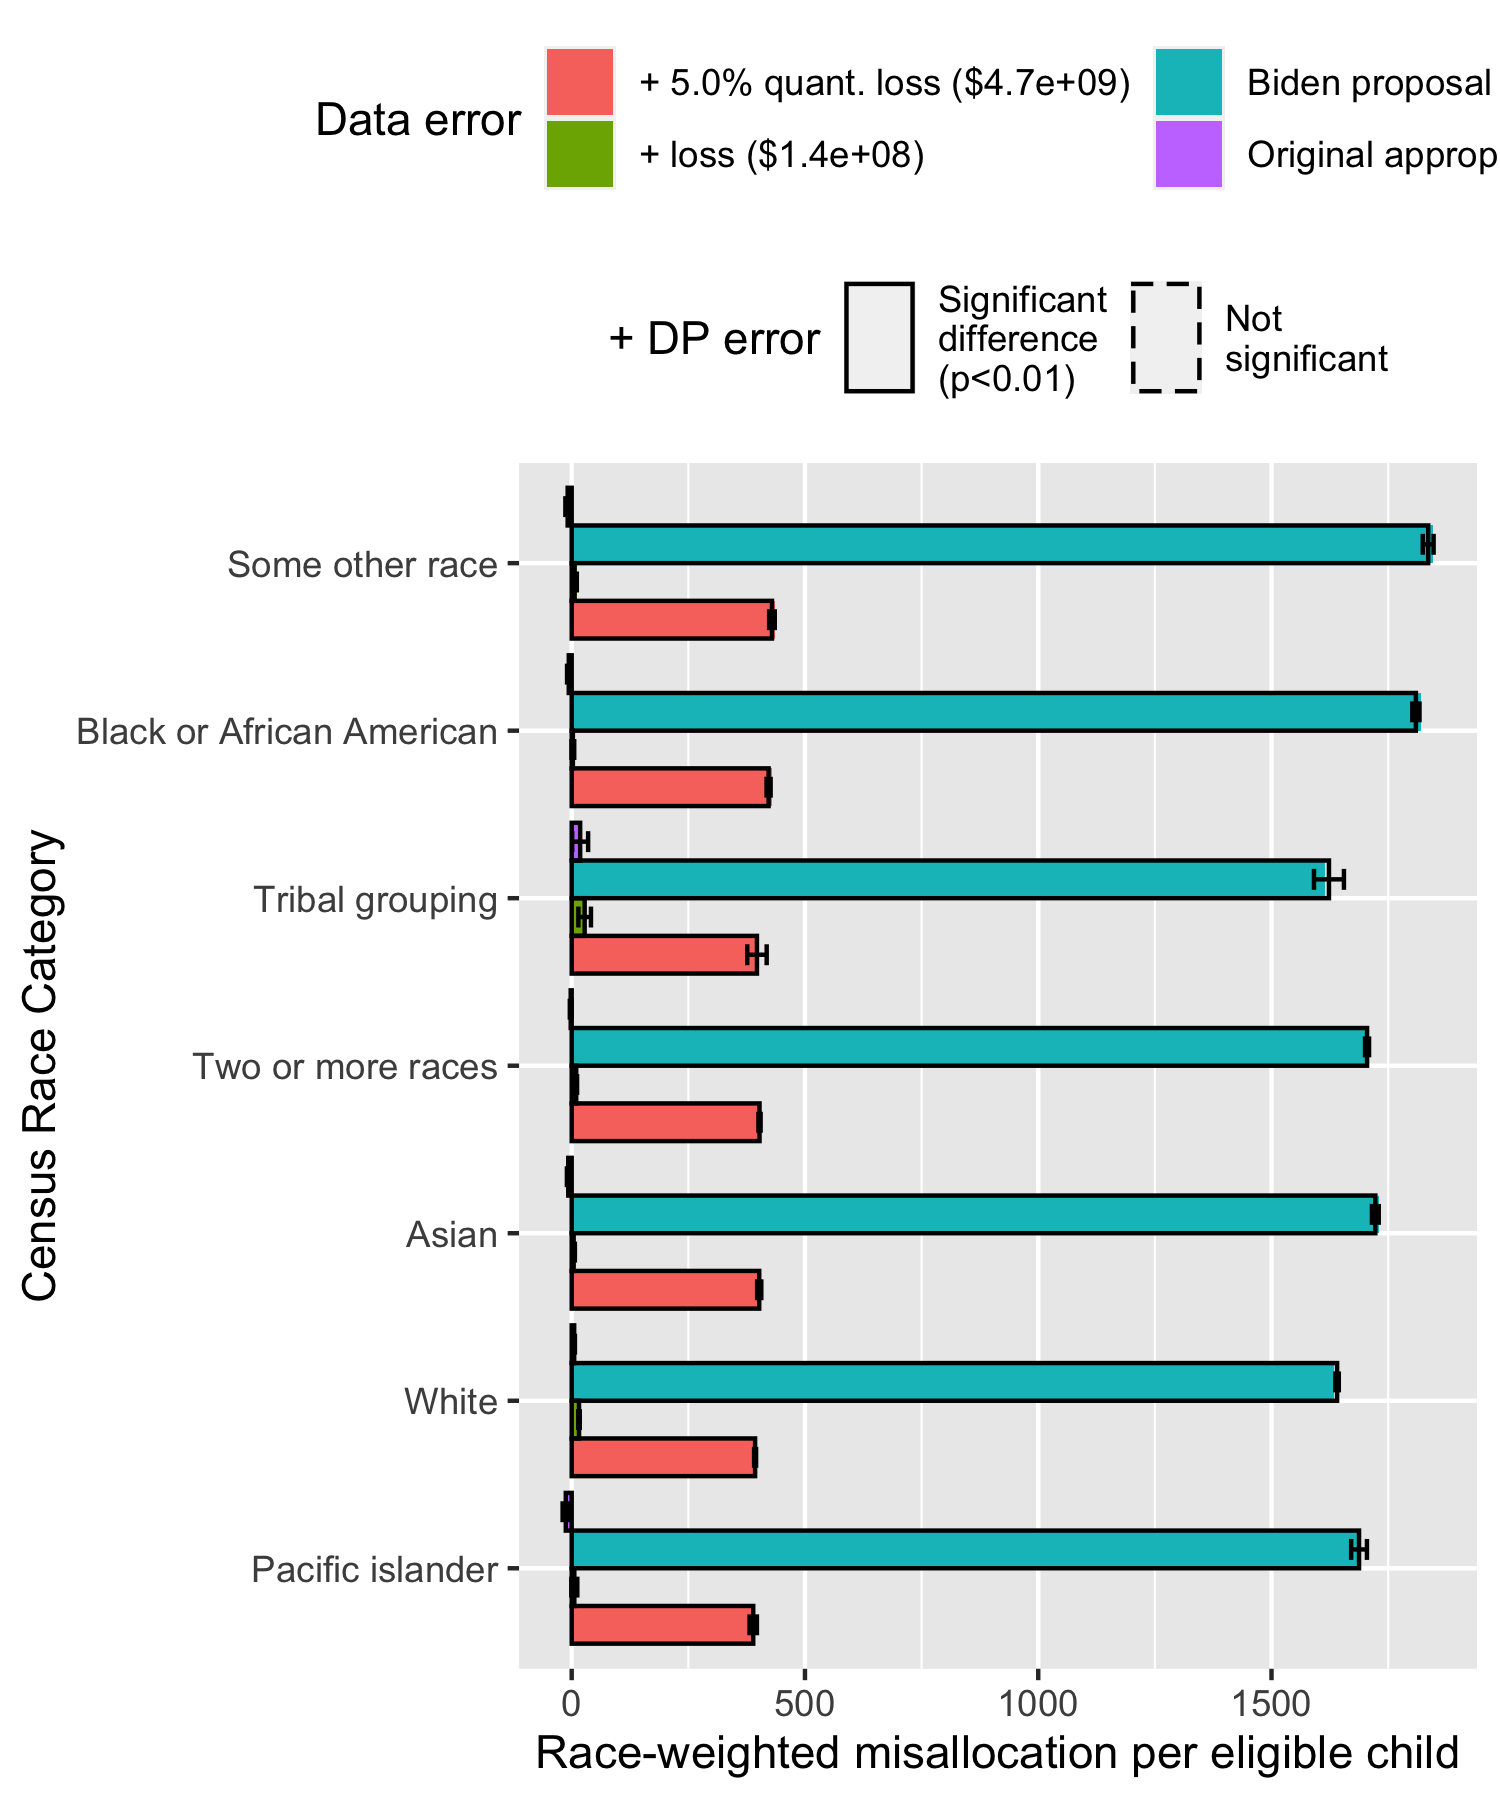 Data error
+ 5.0% quant. loss ($4.7e+09)
+ loss ($1.4e+08)
Biden proposal
Original approp
+ DP error
Significant
difference
(p<0.01)
Not
significant
Census Race Category
Some other race
Black or African American
Tribal grouping
Two or more races
Asian
White
Pacific islander
0 500 1000 1500
Race-weighted misallocation per eligible child